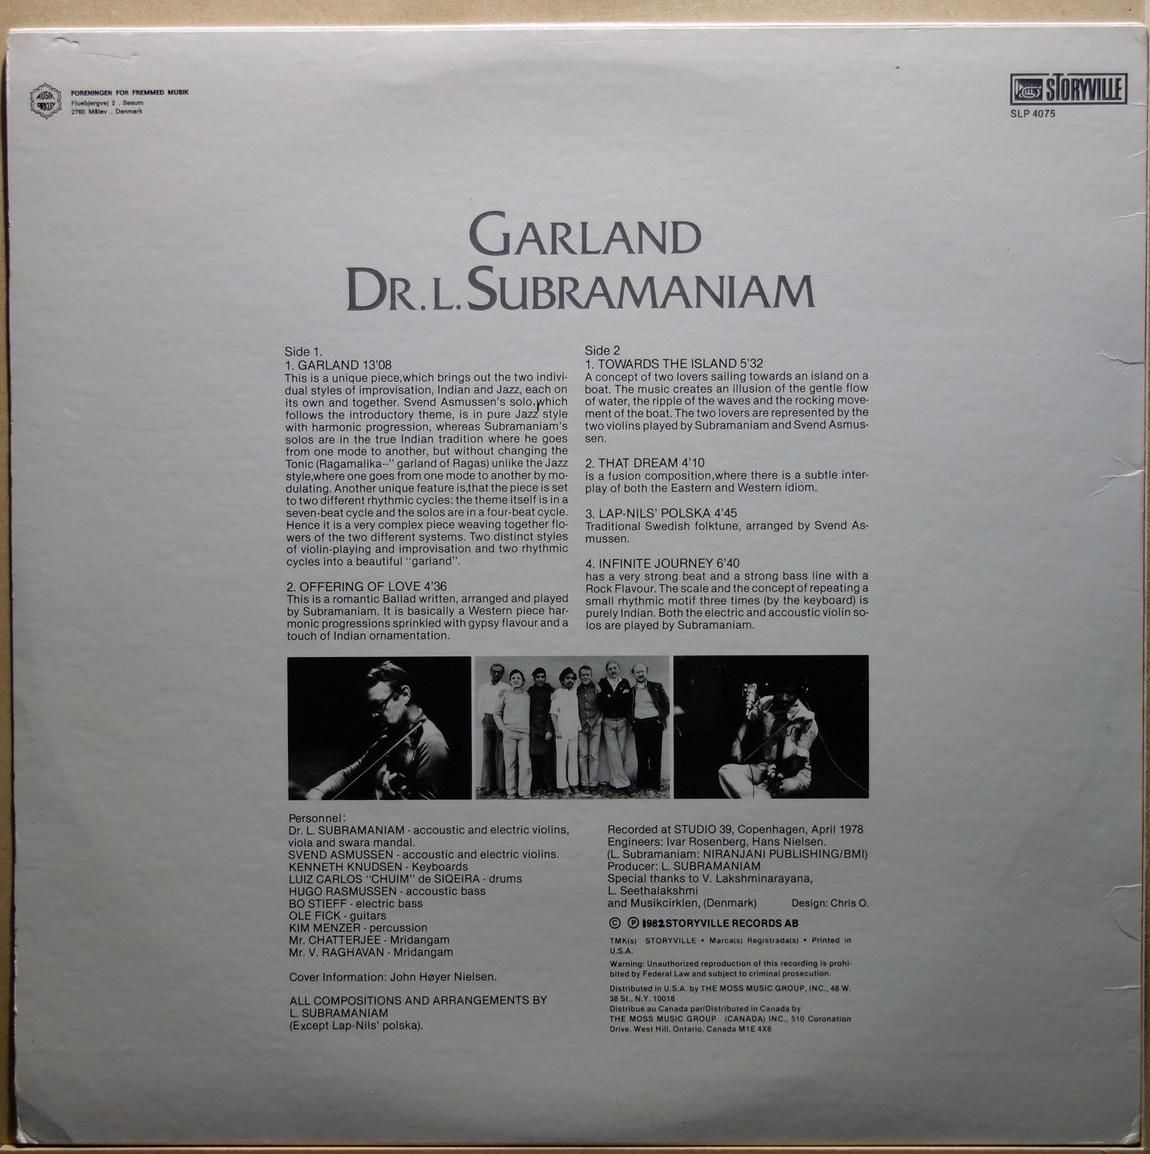 MUSIK
FORENINGEN FOR FREMMED MUSIK
Fluebjergvej 2 . Søsum
2760 Måløv . Denmark
STORYVILLE
SLP 4075
GARLAND
DR. L. SUBRAMANIAM
Side 1.
1. GARLAND 13'08
This is a unique piece,which brings out the two indivi-
dual styles of improvisation, Indian and Jazz, each on
its own and together. Svend Asmussen's solo,which
follows the introductory theme, is in pure Jazz style
with harmonic progression, whereas Subramaniam's
solos are in the true Indian tradition where he goes
from one mode to another, but without changing the
Tonic (Ragamalika--" garland of Ragas) unlike the Jazz
style,where one goes from one mode to another by mo-
dulating. Another unique feature is,that the piece is set
to two different rhythmic cycles: the theme itself is in a
seven-beat cycle and the solos are in a four-beat cycle.
Hence it is a very complex piece weaving together flo-
wers of the two different systems. Two distinct styles
of violin-playing and improvisation and two rhythmic
cycles into a beautiful "garland".
2. OFFERING OF LOVE 4'36
This is a romantic Ballad written, arranged and played
by Subramaniam. It is basically a Western piece har-
monic progressions sprinkled with gypsy flavour and a
touch of Indian ornamentation.
Side 2
1. TOWARDS THE ISLAND 5'32
A concept of two lovers sailing towards an island on a
boat. The music creates an illusion of the gentle flow
of water, the ripple of the waves and the rocking move-
ment of the boat. The two lovers are represented by the
two violins played by Subramaniam and Svend Asmus-
sen.
2. THAT DREAM 4'10
is a fusion composition,where there is a subtle inter-
play of both the Eastern and Western idiom.
3. LAP-NILS' POLSKA 4'45
Traditional Swedish folktune, arranged by Svend As-
mussen.
4. INFINITE JOURNEY 6'40
has a very strong beat and a strong bass line with a
Rock Flavour. The scale and the concept of repeating a
small rhythmic motif three times (by the keyboard) is
purely Indian. Both the electric and accoustic violin so-
los are played by Subramaniam.
Personnel:
Dr. L. SUBRAMANIAM - accoustic and electric violins,
viola and swara mandal.
SVEND ASMUSSEN - accoustic and electric violins.
KENNETH KNUDSEN - Keyboards
LUIZ CARLOS "CHUIM" de SIQEIRA - drums
HUGO RASMUSSEN - accoustic bass
BO STIEFF - electric bass
OLE FICK - guitars
KIM MENZER - percussion
Mr. CHATTERJEE - Mridangam
Mr. V. RAGHAVAN - Mridangam
Cover Information: John Høyer Nielsen.
ALL COMPOSITIONS AND ARRANGEMENTS BY
L. SUBRAMANIAM
(Except Lap-Nils' polska).
Recorded at STUDIO 39, Copenhagen, April 1978
Engineers: Ivar Rosenberg, Hans Nielsen.
(L. Subramaniam: NIRANJANI PUBLISHING/BMI)
Producer: L. SUBRAMANIAM
Special thanks to V. Lakshminarayana,
L. Seethalakshmi
and Musikcirklen, (Denmark) Design: Chris O.
© ℗ 1982 STORYVILLE RECORDS AB
TMK(s) STORYVILLE • Marca(s) Registrada(s) • Printed in
U.S.A.
Warning: Unauthorized reproduction of this recording is prohi-
bited by Federal Law and subject to criminal prosecution.
Distributed in U.S.A. by THE MOSS MUSIC GROUP, INC., 48 W.
38 St., N.Y. 10018
Distribué au Canada par/Distributed in Canada by
THE MOSS MUSIC GROUP (CANADA) INC., 510 Coronation
Drive, West Hill, Ontario, Canada M1E 4X6